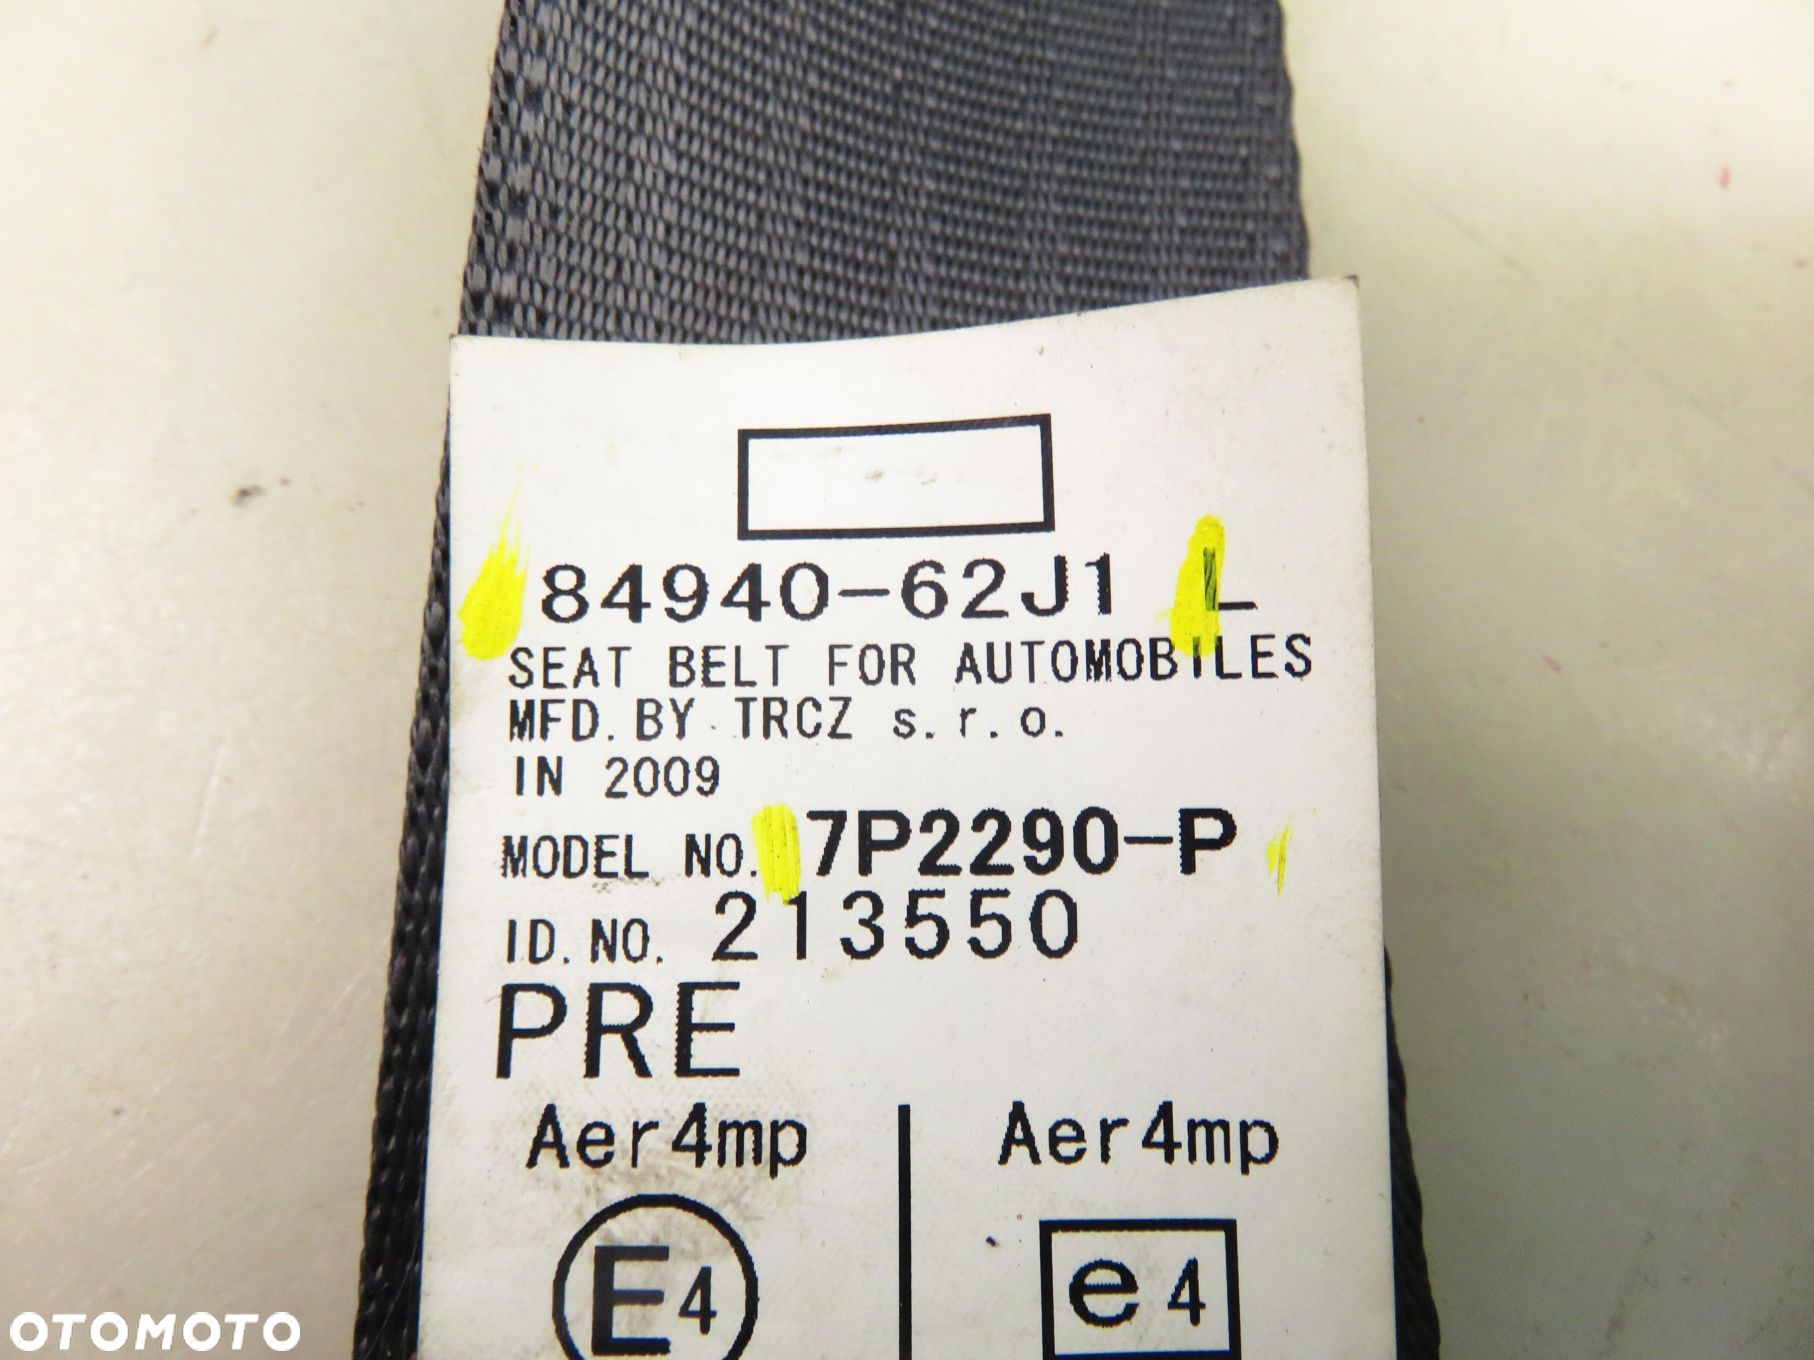 84940-62J1 L
SEAT BELT FOR AUTOMOBILES
MFD. BY TRCZ s.r.o.
IN 2009
MODEL NO. 7P2290-P
ID. NO. 213550
PRE
Aer4mp Aer4mp
E4 e4
OTOMOTO